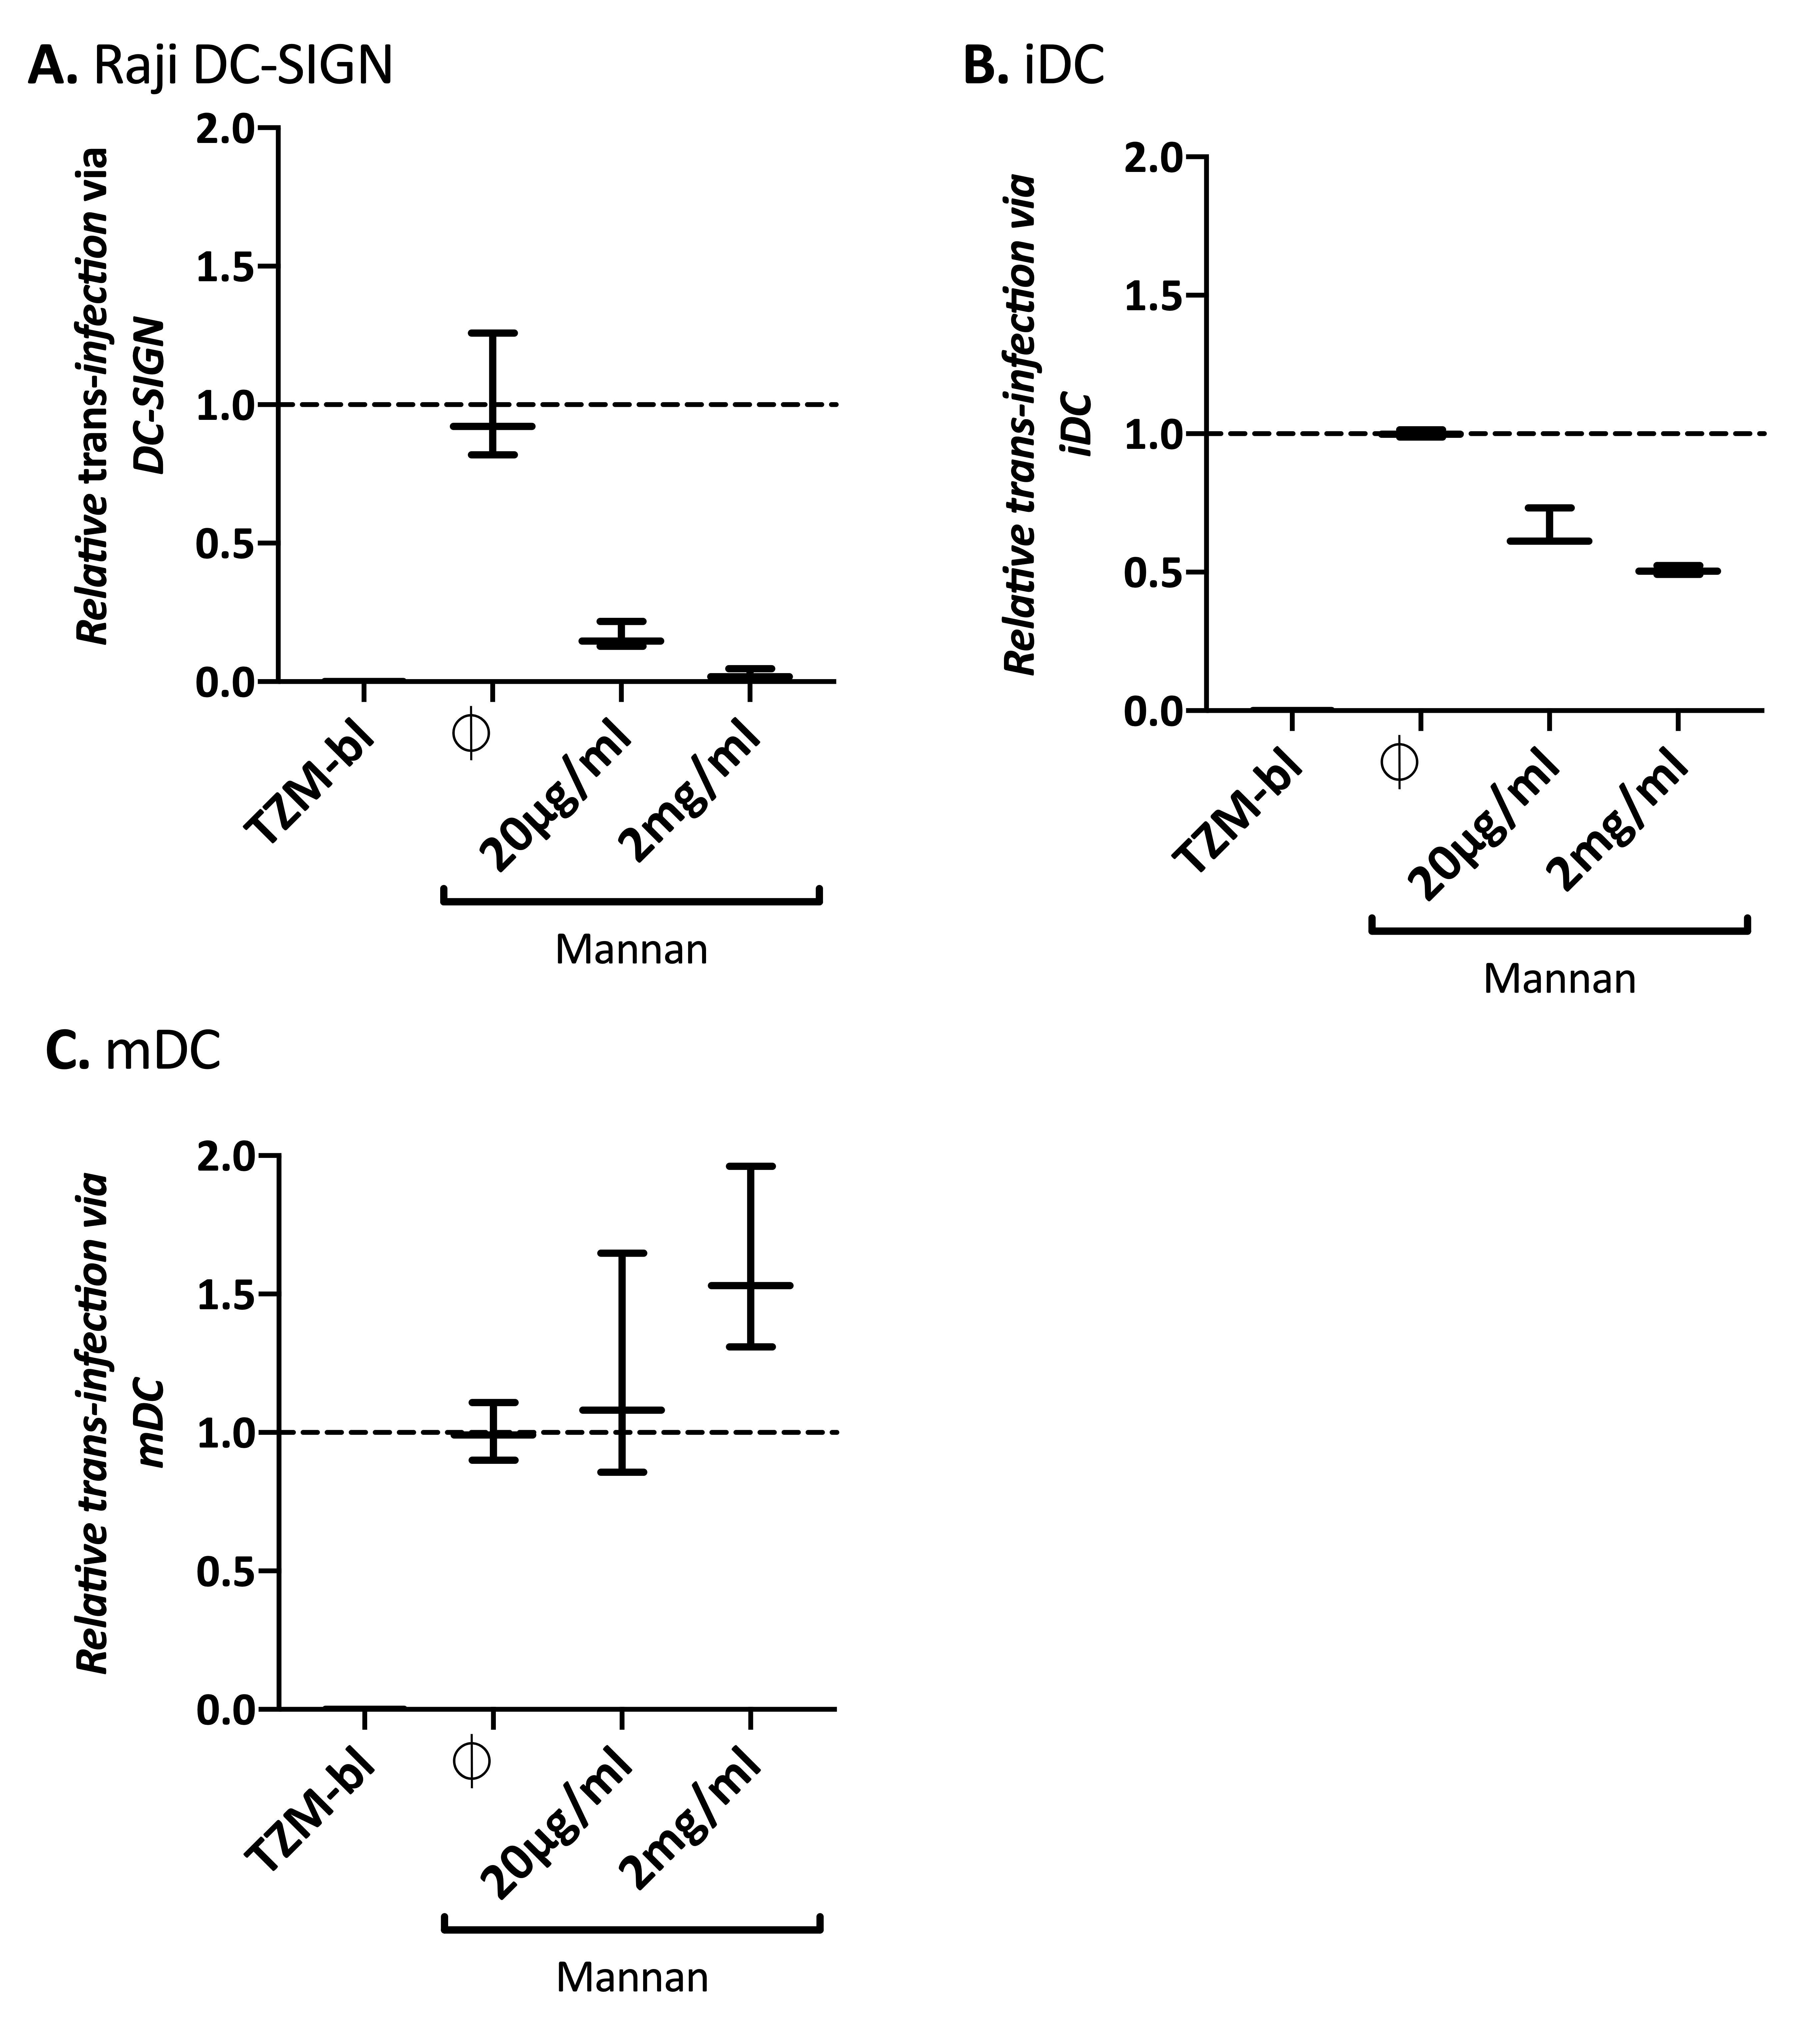 A. Raji DC-SIGN
Relative trans-infection via
DC-SIGN
2.0
1.5
1.0
0.5
0.0
TZM-bl
⌽
20µg/ml
2mg/ml
Mannan
B. iDC
Relative trans-infection via
iDC
2.0
1.5
1.0
0.5
0.0
TZM-bl
⌽
20µg/ml
2mg/ml
Mannan
C. mDC
Relative trans-infection via
mDC
2.0
1.5
1.0
0.5
0.0
TZM-bl
⌽
20µg/ml
2mg/ml
Mannan